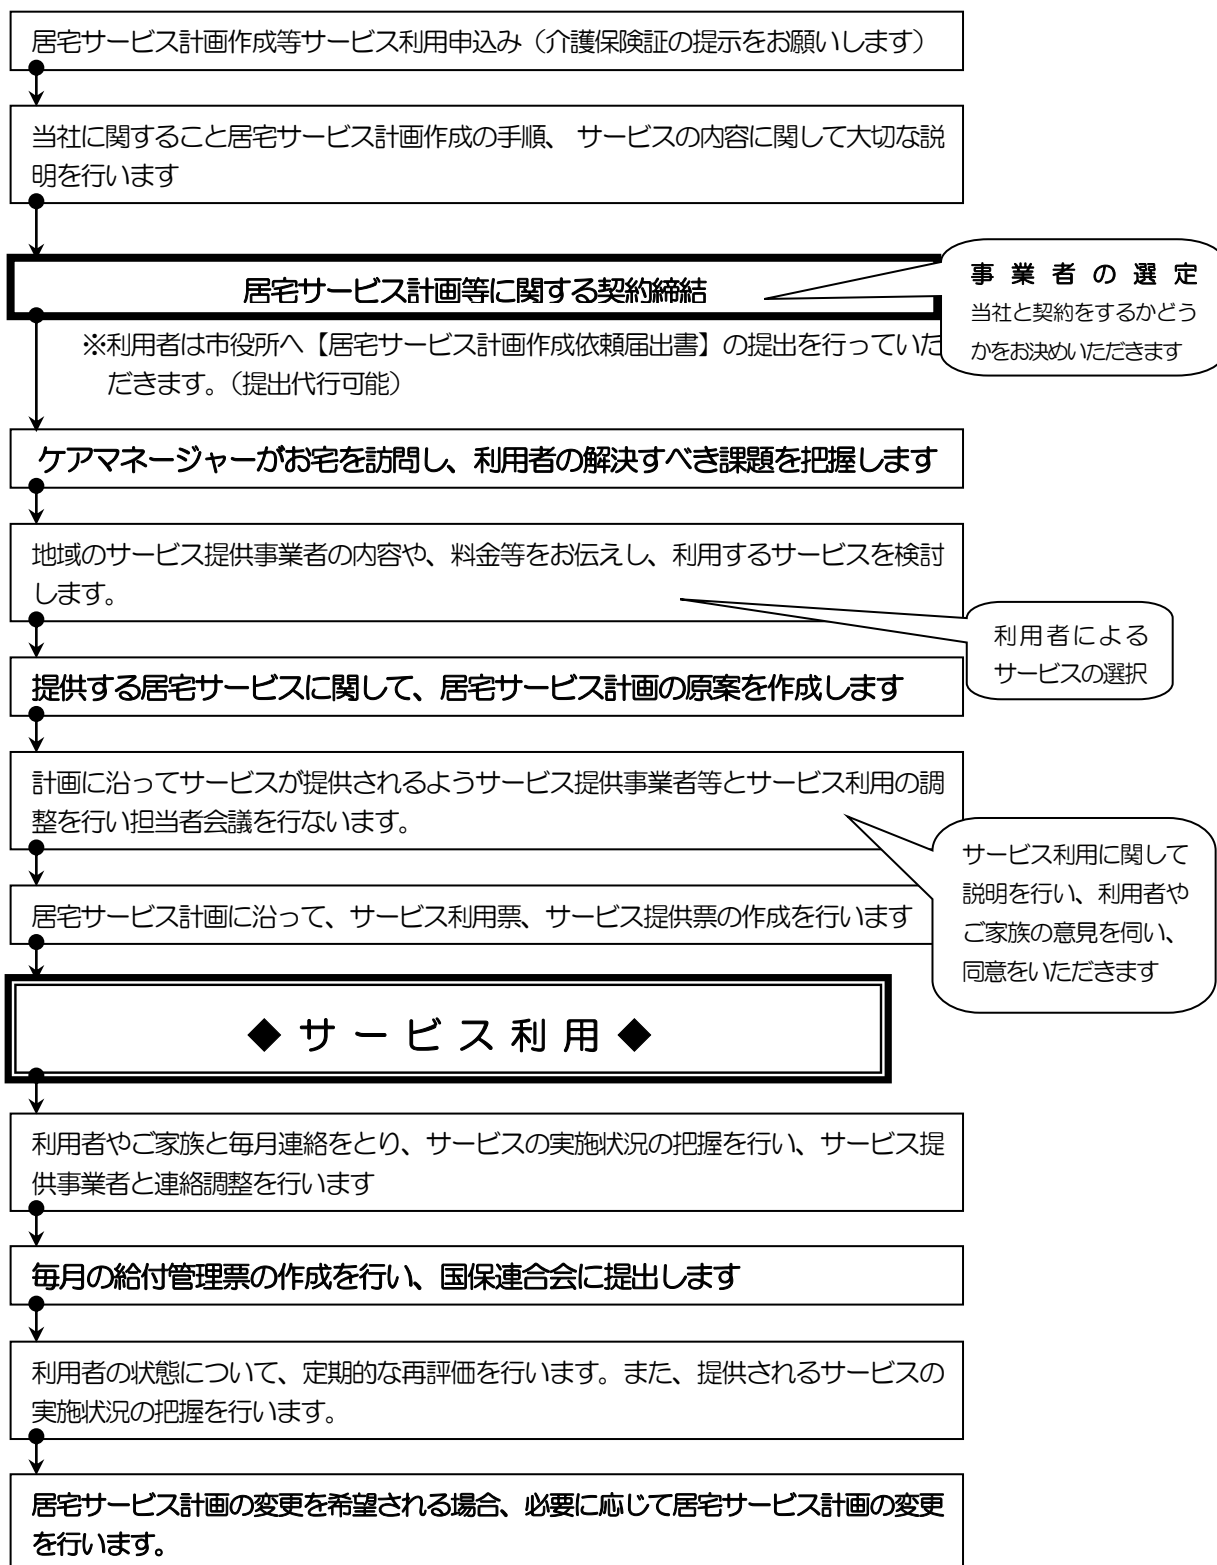 居宅サービス計画作成等サービス利用申込み（介護保険証の提示をお願いします）
当社に関すること居宅サービス計画作成の手順、 サービスの内容に関して大切な説
明を行います
居宅サービス計画等に関する契約締結
事 業 者 の 選 定
当社と契約をするかどう
かをお決めいただきます
※利用者は市役所へ【居宅サービス計画作成依頼届出書】の提出を行っていた
だきます。（提出代行可能）
ケアマネージャーがお宅を訪問し、利用者の解決すべき課題を把握します
地域のサービス提供事業者の内容や、料金等をお伝えし、利用するサービスを検討
します。
利用者による
サービスの選択
提供する居宅サービスに関して、居宅サービス計画の原案を作成します
計画に沿ってサービスが提供されるようサービス提供事業者等とサービス利用の調
整を行い担当者会議を行ないます。
サービス利用に関して
説明を行い、利用者や
ご家族の意見を伺い、
同意をいただきます
居宅サービス計画に沿って、サービス利用票、サービス提供票の作成を行います
◆ サ ー ビ ス 利 用 ◆
利用者やご家族と毎月連絡をとり、サービスの実施状況の把握を行い、サービス提
供事業者と連絡調整を行います
毎月の給付管理票の作成を行い、国保連合会に提出します
利用者の状態について、定期的な再評価を行います。また、提供されるサービスの
実施状況の把握を行います。
居宅サービス計画の変更を希望される場合、必要に応じて居宅サービス計画の変更
を行います。